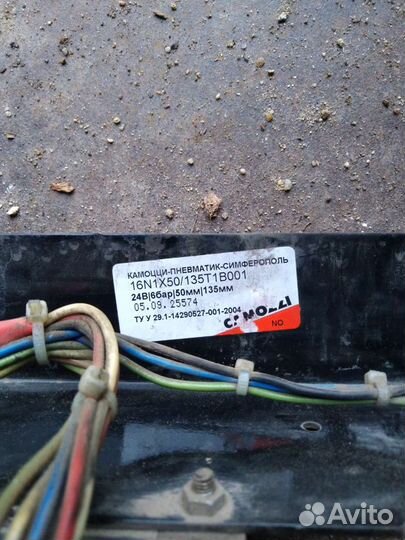 КАМОЦЦИ-ПНЕВМАТИК-СИМФЕРОПОЛЬ
16N1X50/135T1B001
24В|6бар|50мм|135мм
05.09. 25574
ТУ У 29.1-14290527-001-2004
CAMOZZI
NO.
Avito